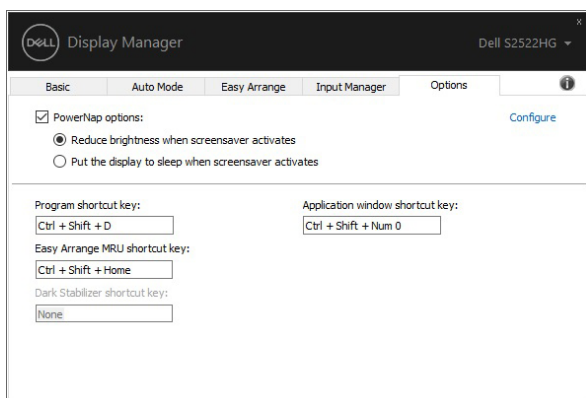 x
DELL Display Manager
Dell S2522HG
Basic Auto Mode Easy Arrange Input Manager Options i
PowerNap options: Configure
Reduce brightness when screensaver activates
Put the display to sleep when screensaver activates
Program shortcut key: Application window shortcut key:
Ctrl + Shift + D Ctrl + Shift + Num 0
Easy Arrange MRU shortcut key:
Ctrl + Shift + Home
Dark Stabilizer shortcut key:
None